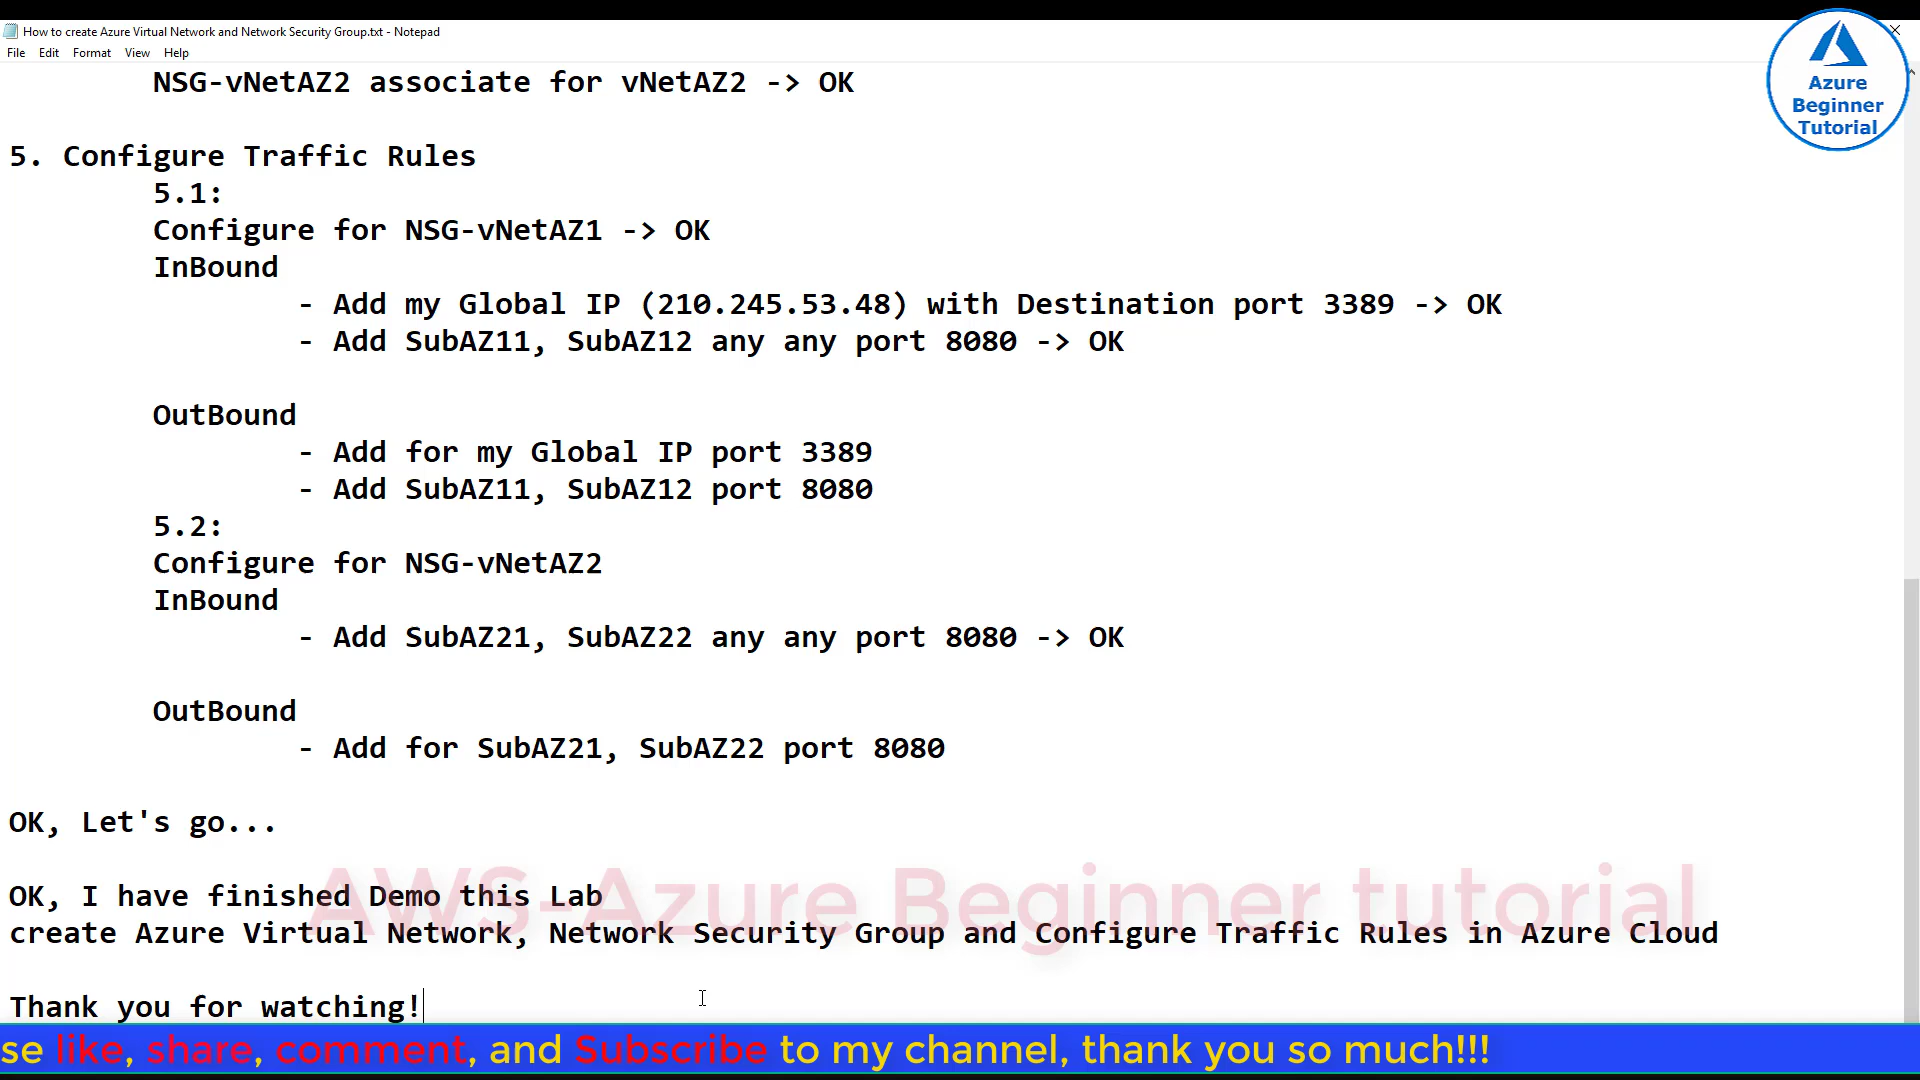 How to create Azure Virtual Network and Network Security Group.txt - Notepad
File Edit Format View Help
Azure
Beginner
Tutorial
NSG-vNetAZ2 associate for vNetAZ2 -> OK
5. Configure Traffic Rules
5.1:
Configure for NSG-vNetAZ1 -> OK
InBound
- Add my Global IP (210.245.53.48) with Destination port 3389 -> OK
- Add SubAZ11, SubAZ12 any any port 8080 -> OK
OutBound
- Add for my Global IP port 3389
- Add SubAZ11, SubAZ12 port 8080
5.2:
Configure for NSG-vNetAZ2
InBound
- Add SubAZ21, SubAZ22 any any port 8080 -> OK
OutBound
- Add for SubAZ21, SubAZ22 port 8080
OK, Let's go...
AWS-Azure Beginner tutorial
OK, I have finished Demo this Lab
create Azure Virtual Network, Network Security Group and Configure Traffic Rules in Azure Cloud
Thank you for watching!
se like, share, comment, and Subscribe to my channel, thank you so much!!!